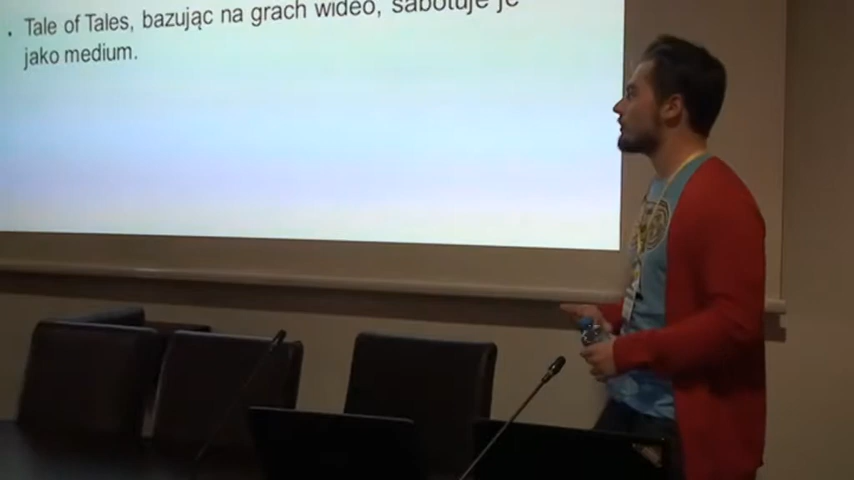 • Tale of Tales, bazując na grach wideo, sabotuje je
jako medium.